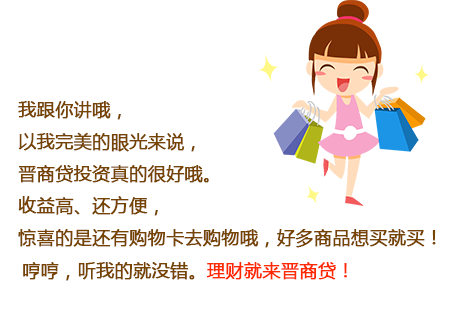 我跟你讲哦，
以我完美的眼光来说，
晋商贷投资真的很好哦。
收益高、还方便，
惊喜的是还有购物卡去购物哦，好多商品想买就买！
哼哼，听我的就没错。理财就来晋商贷！